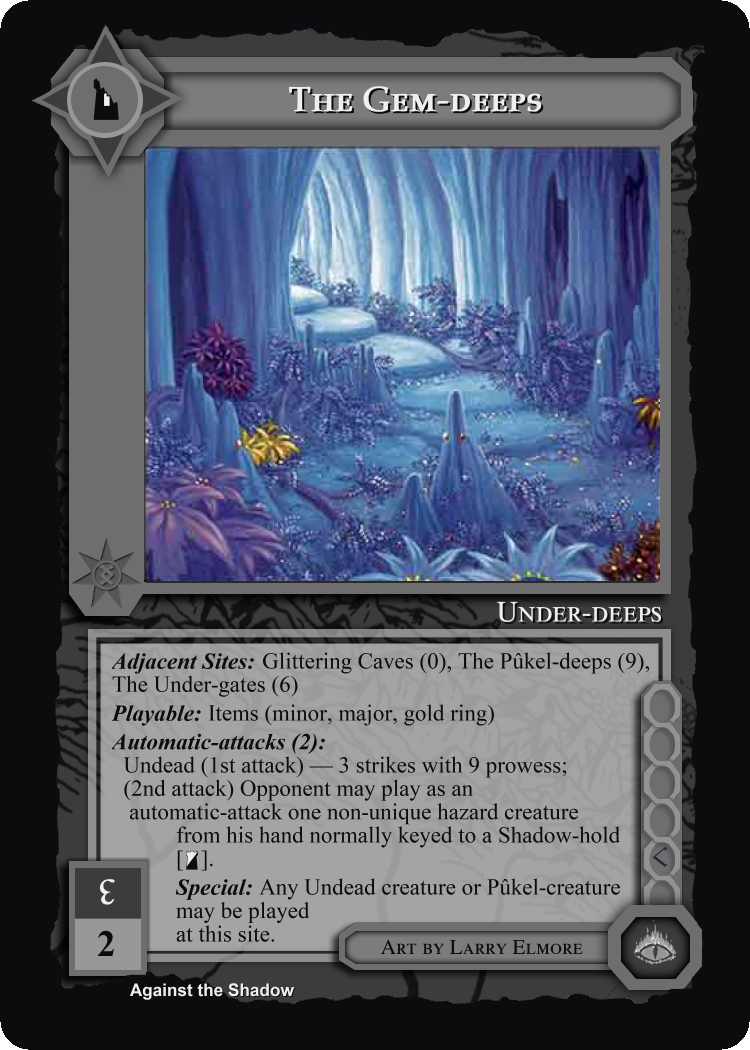 The Gem-deeps
Under-deeps
Adjacent Sites: Glittering Caves (0), The Pûkel-deeps (9),
The Under-gates (6)
Playable: Items (minor, major, gold ring)
Automatic-attacks (2):
Undead (1st attack) — 3 strikes with 9 prowess;
(2nd attack) Opponent may play as an
automatic-attack one non-unique hazard creature
from his hand normally keyed to a Shadow-hold
[ ].
Special: Any Undead creature or Pûkel-creature
may be played
at this site.
2
Art by Larry Elmore
Against the Shadow